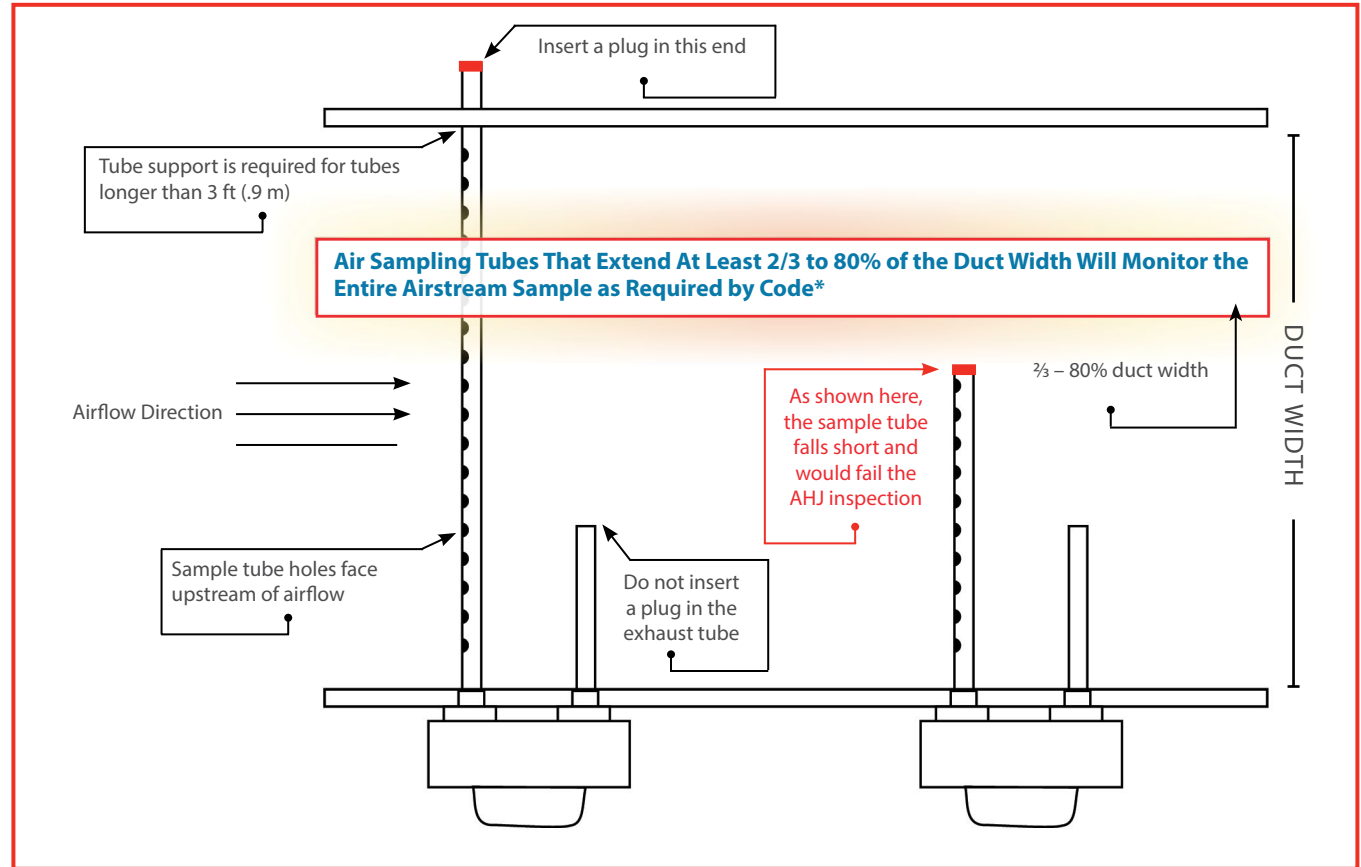 Insert a plug in this end
Tube support is required for tubes
longer than 3 ft (.9 m)
Air Sampling Tubes That Extend At Least 2/3 to 80% of the Duct Width Will Monitor the
Entire Airstream Sample as Required by Code*
Airflow Direction
As shown here,
the sample tube
falls short and
would fail the
AHJ inspection
⅔ – 80% duct width
DUCT WIDTH
Sample tube holes face
upstream of airflow
Do not insert
a plug in the
exhaust tube